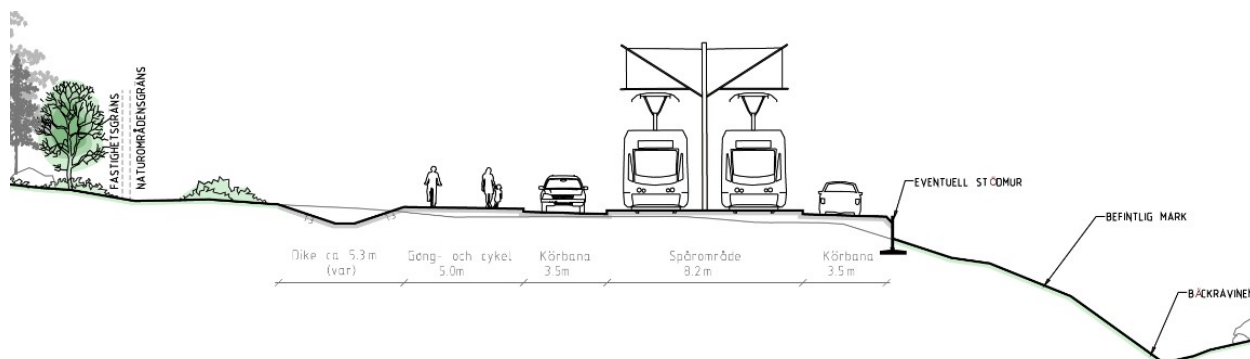 FASTIGHETSGRÄNS
NATUROMRÅDENSGRÄNS
EVENTUELL STÖDMUR
BEFINTLIG MARK
BÄCKRAVINEN
Dike ca 5.3m
(var)
Gång- och cykel
5.0m
Körbana
3.5m
Spårområde
8.2m
Körbana
3.5m